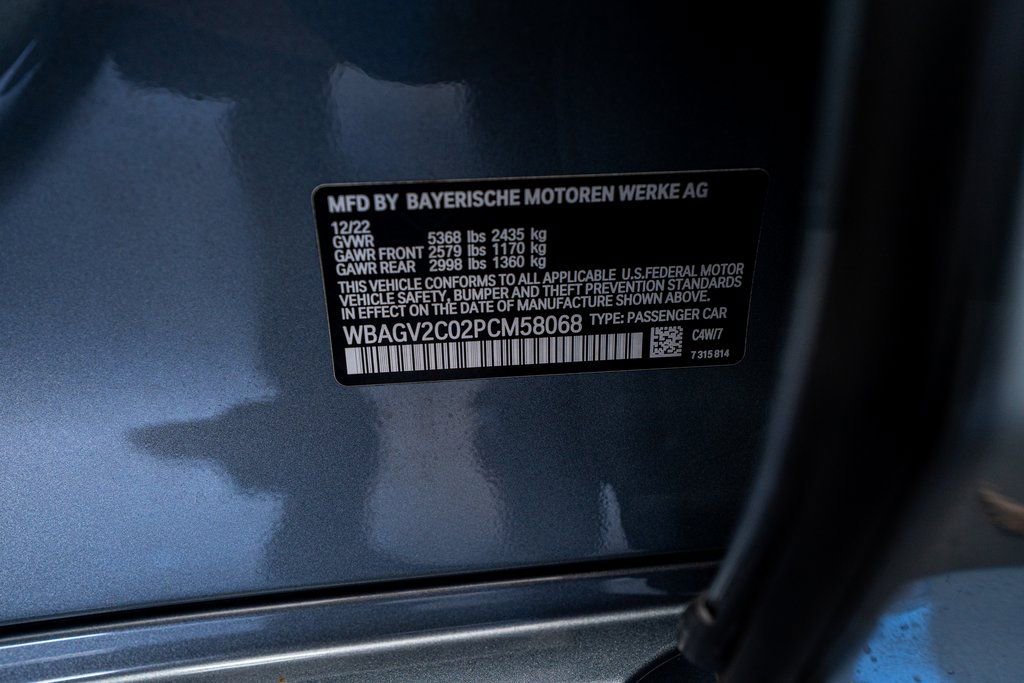 MFD BY BAYERISCHE MOTOREN WERKE AG
12/22
GVWR 5368 lbs 2435 kg
GAWR FRONT 2579 lbs 1170 kg
GAWR REAR 2998 lbs 1360 kg
THIS VEHICLE CONFORMS TO ALL APPLICABLE U.S.FEDERAL MOTOR
VEHICLE SAFETY, BUMPER AND THEFT PREVENTION STANDARDS
IN EFFECT ON THE DATE OF MANUFACTURE SHOWN ABOVE.
WBAGV2C02PCM58068 TYPE: PASSENGER CAR
C4W/7
7 315 814